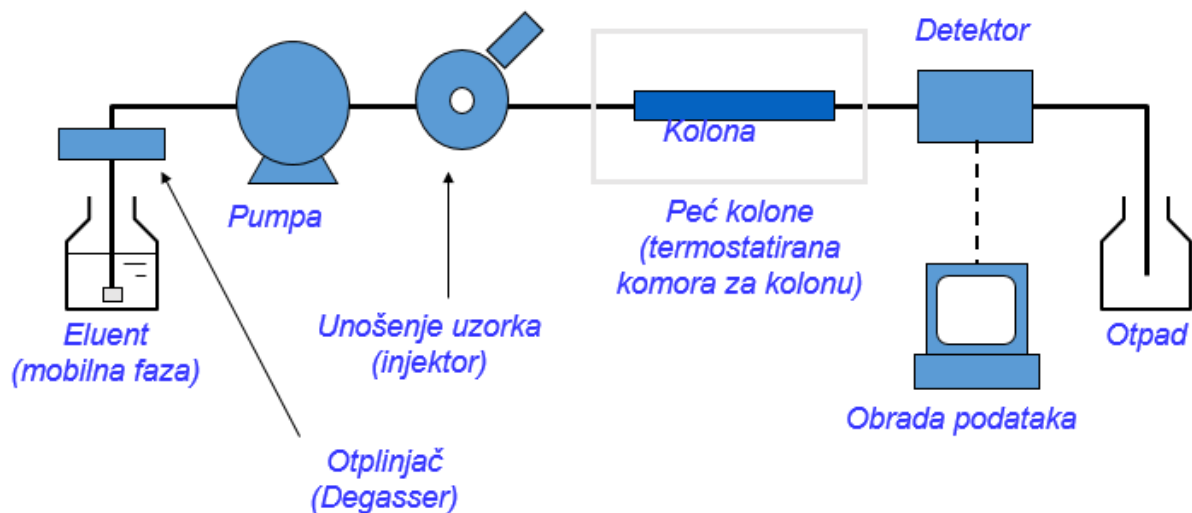 Detektor
Kolona
Pumpa
Peć kolone
(termostatirana
komora za kolonu)
Eluent
(mobilna faza)
Unošenje uzorka
(injektor)
Otpad
Obrada podataka
Otplinjač
(Degasser)